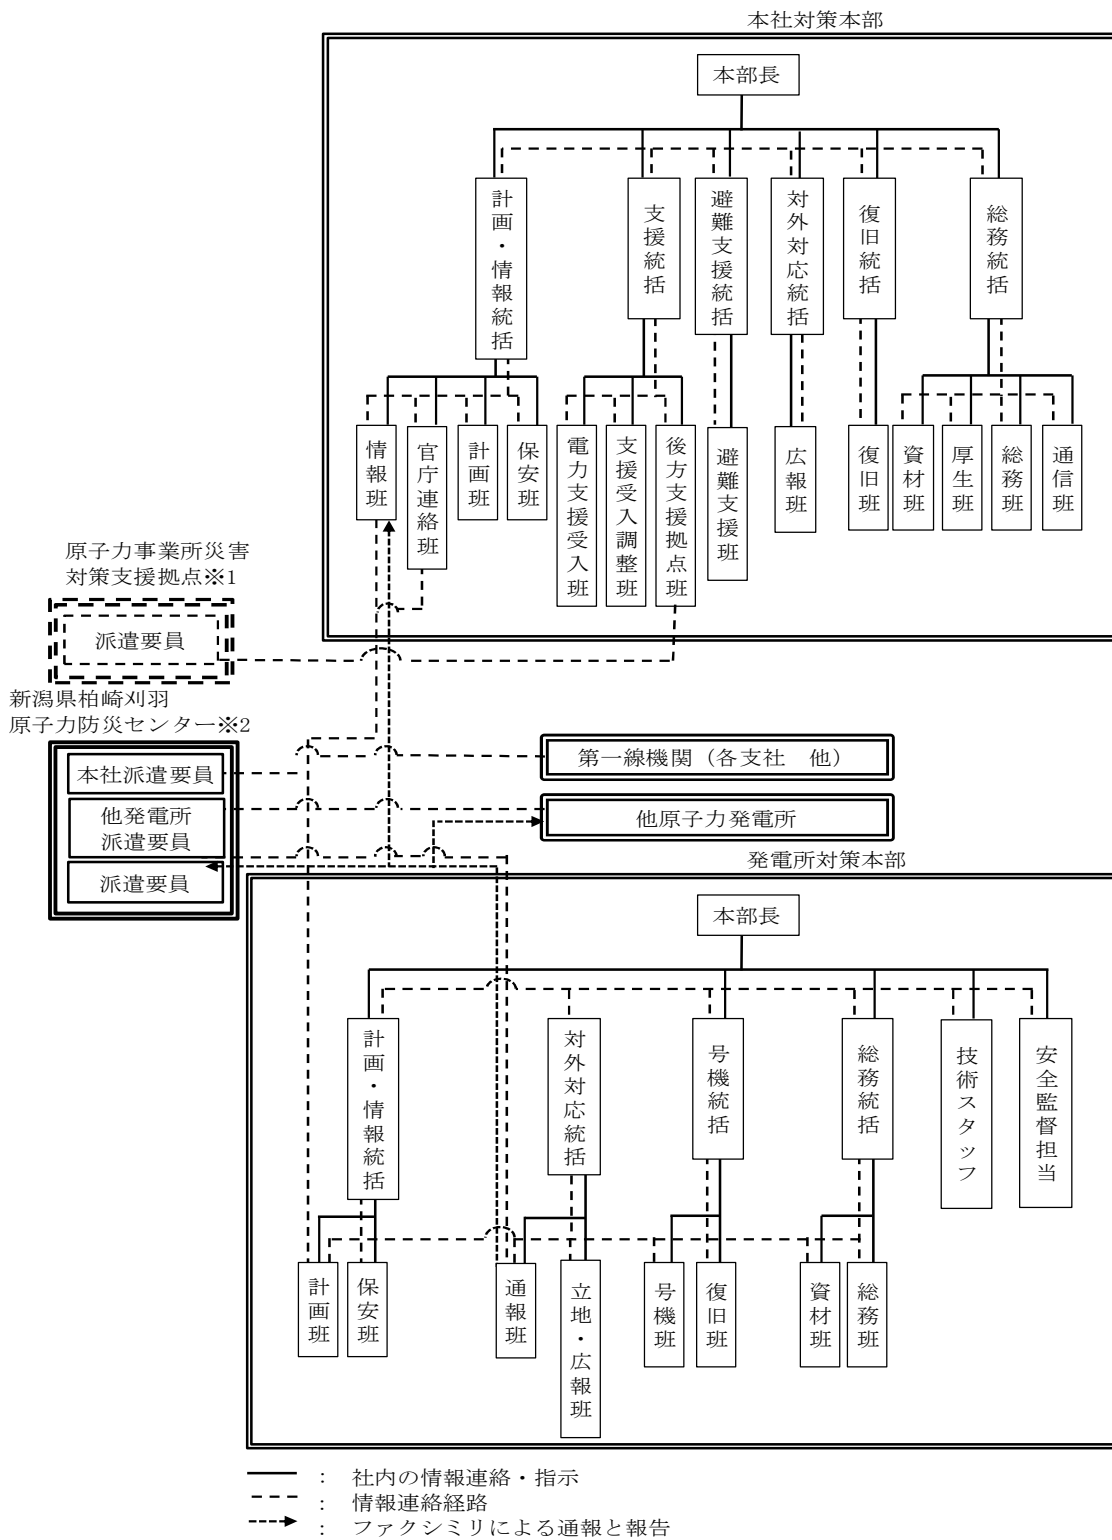 本社対策本部
本部長
計画・情報統括
支援統括
避難支援統括
対外対応統括
復旧統括
総務統括
情報班
官庁連絡班
計画班
保安班
電力支援受入班
支援受入調整班
後方支援拠点班
避難支援班
広報班
復旧班
資材班
厚生班
総務班
通信班
原子力事業所災害
対策支援拠点※1
派遣要員
新潟県柏崎刈羽
原子力防災センター※2
本社派遣要員
他発電所
派遣要員
派遣要員
第一線機関（各支社　他）
他原子力発電所
発電所対策本部
本部長
計画・情報統括
対外対応統括
号機統括
総務統括
技術スタッフ
安全監督担当
計画班
保安班
通報班
立地・広報班
号機班
復旧班
資材班
総務班
：　社内の情報連絡・指示
：　情報連絡経路
：　ファクシミリによる通報と報告